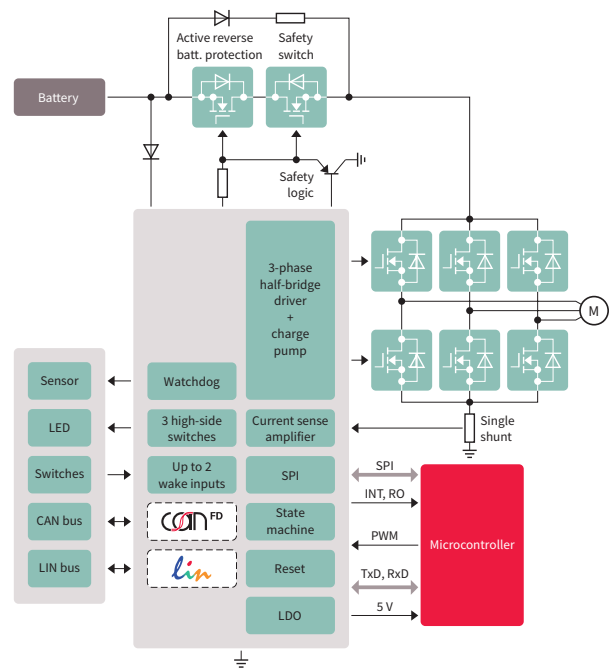 Active reverse
batt. protection
Safety
switch
Battery
Safety
logic
3-phase
half-bridge
driver
+
charge
pump
M
Sensor
Watchdog
LED
3 high-side
switches
Current sense
amplifier
Single
shunt
Switches
Up to 2
wake inputs
SPI
SPI
INT, RO
CAN bus
CAN FD
State
machine
PWM
Microcontroller
LIN bus
lin
Reset
TxD, RxD
LDO
5 V